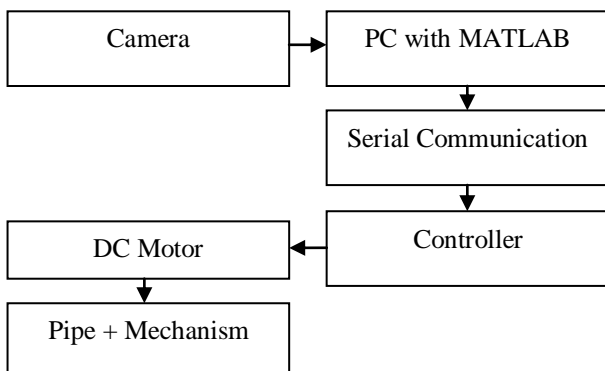 Camera
PC with MATLAB
Serial Communication
Controller
DC Motor
Pipe + Mechanism